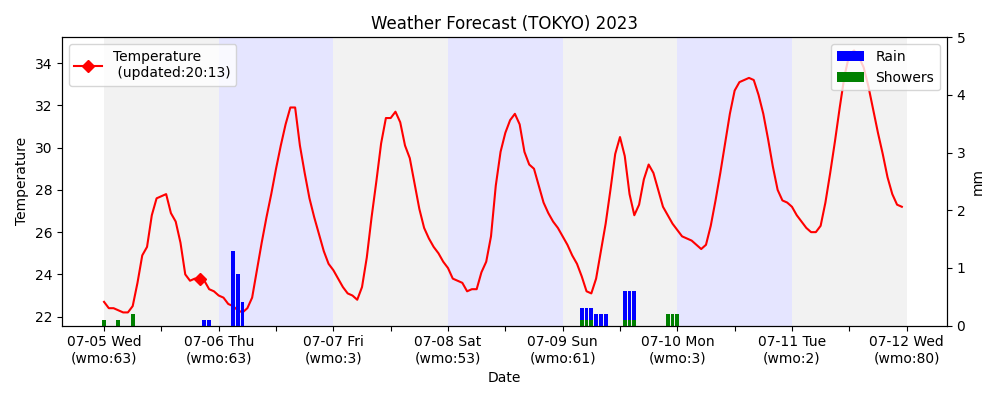 Weather Forecast (TOKYO) 2023
Temperature
(updated:20:13)
Rain
Showers
34
32
30
28
26
24
22
Temperature
5
4
3
2
1
0
mm
07-05 Wed
(wmo:63)
07-06 Thu
(wmo:63)
07-07 Fri
(wmo:3)
07-08 Sat
(wmo:53)
07-09 Sun
(wmo:61)
07-10 Mon
(wmo:3)
07-11 Tue
(wmo:2)
07-12 Wed
(wmo:80)
Date